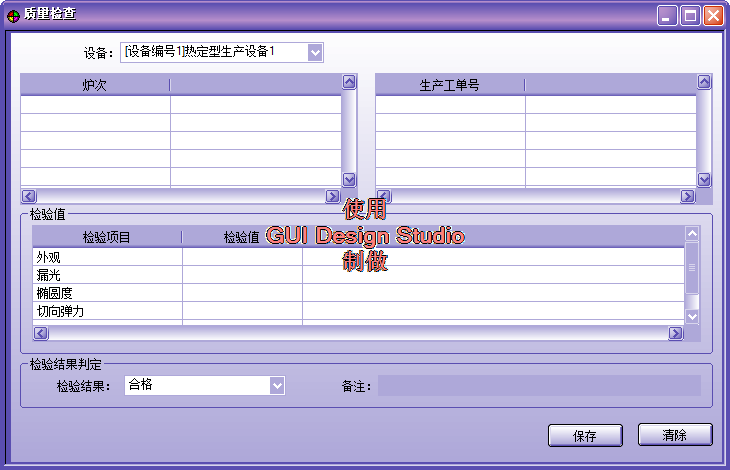 质里检查
设备： [设备编号1]热定型生产设备1
炉次 生产工单号
检验值
检验项目 检验值
外观
漏光
椭圆度
切向弹力
使用
GUI Design Studio
制做
检验结果判定
检验结果： 合格 备注：
保存 清除